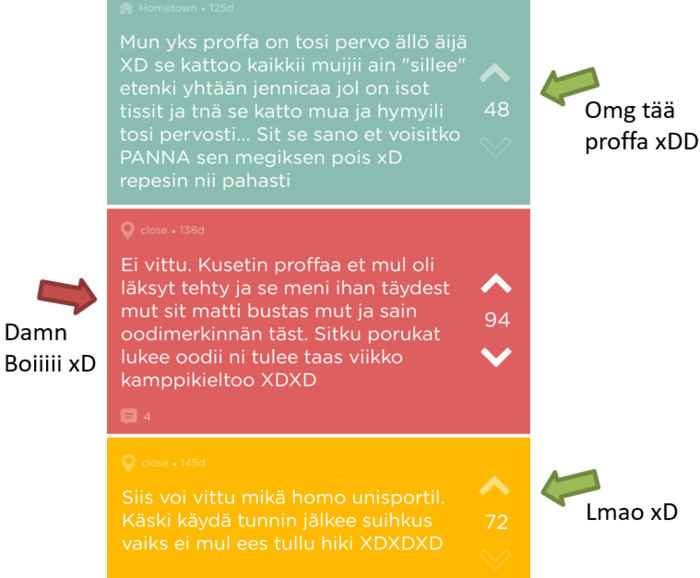 Hometown • 125d
Mun yks proffa on tosi pervo ällö äijä
XD se kattoo kaikkii muijii ain "sillee"
etenki yhtään jennicaa jol on isot
tissit ja tnä se katto mua ja hymyili
tosi pervosti... Sit se sano et voisitko
PANNA sen megiksen pois xD
repesin nii pahasti
48
Omg tää
proffa xDD
close • 138d
Ei vittu. Kusetin proffaa et mul oli
läksyt tehty ja se meni ihan täydest
mut sit matti bustas mut ja sain
oodimerkinnän täst. Sitku porukat
lukee oodii ni tulee taas viikko
kamppikieltoo XDXD
94
4
Damn
Boiiiii xD
close • 145d
Siis voi vittu mikä homo unisportil.
Käski käydä tunnin jälkee suihkus
vaiks ei mul ees tullu hiki XDXDXD
72
Lmao xD